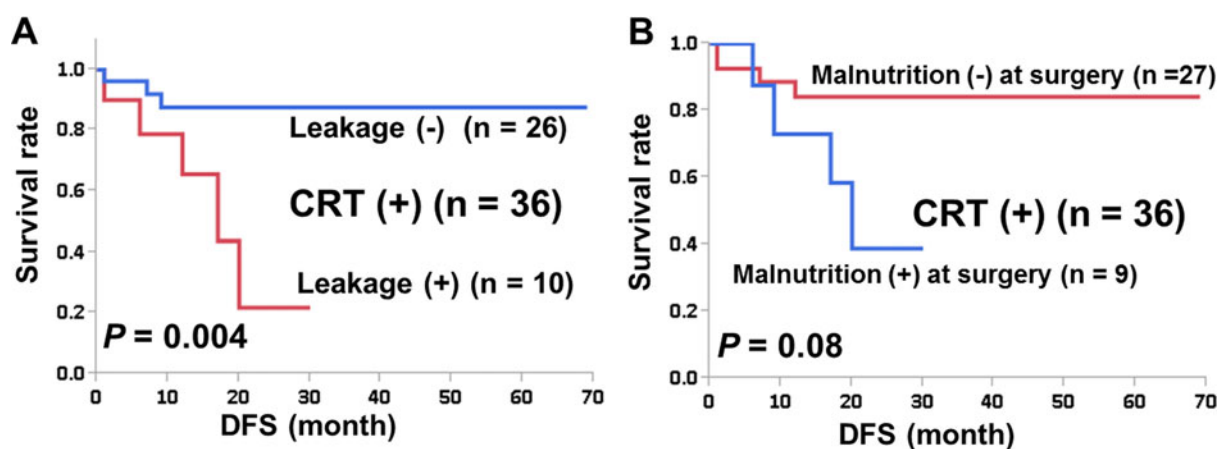 A
Survival rate
1.0
0.8
0.6
0.4
0.2
0.0
Leakage (-) (n = 26)
CRT (+) (n = 36)
Leakage (+) (n = 10)
P = 0.004
0 10 20 30 40 50 60 70
DFS (month)
B
Survival rate
1.0
0.8
0.6
0.4
0.2
0.0
Malnutrition (-) at surgery (n =27)
CRT (+) (n = 36)
Malnutrition (+) at surgery (n = 9)
P = 0.08
0 10 20 30 40 50 60 70
DFS (month)